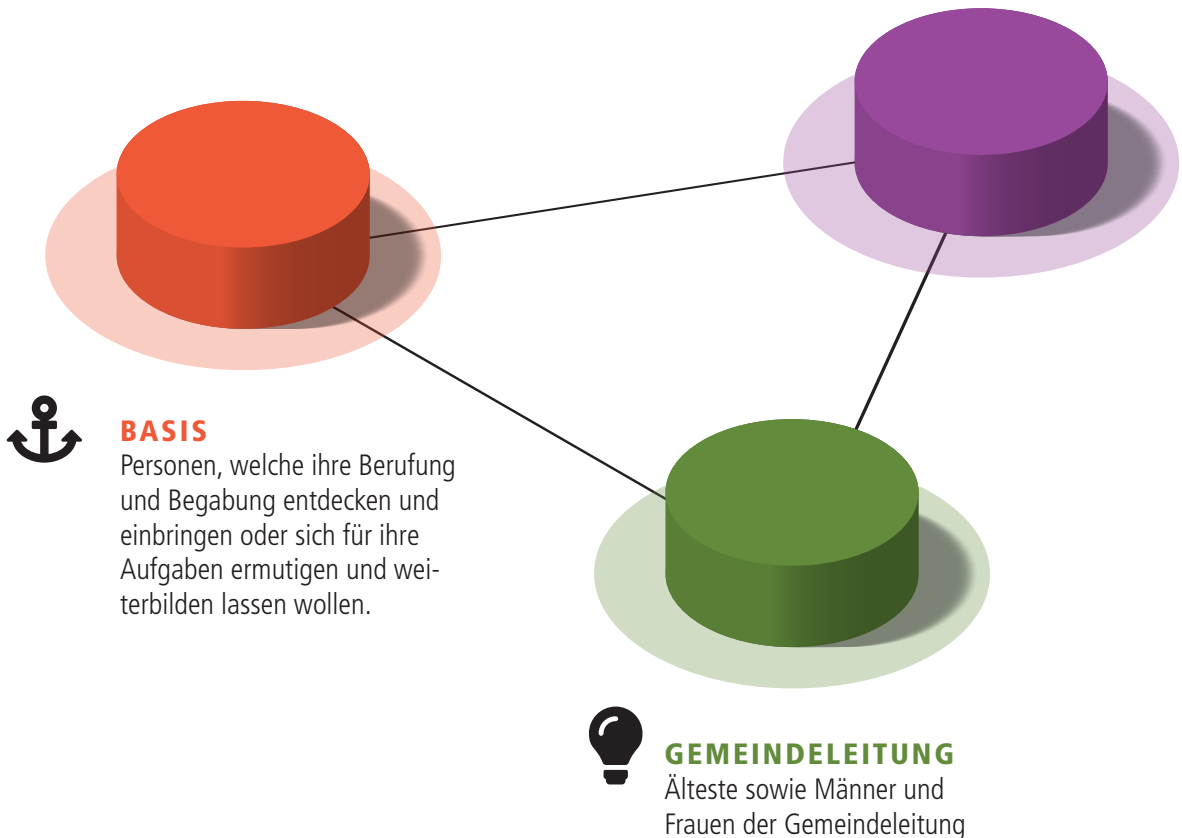 BASIS
Personen, welche ihre Berufung
und Begabung entdecken und
einbringen oder sich für ihre
Aufgaben ermutigen und wei-
terbilden lassen wollen.
GEMEINDELEITUNG
Älteste sowie Männer und
Frauen der Gemeindeleitung